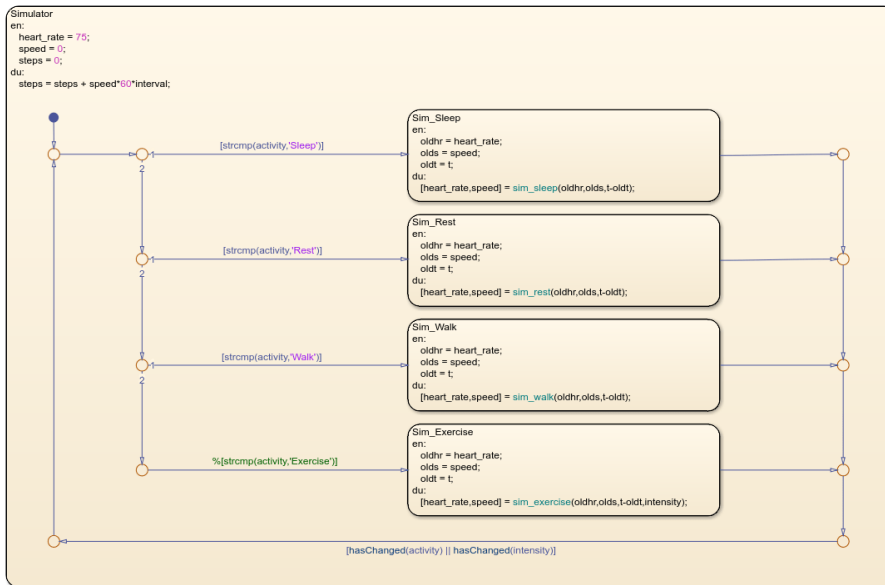 Simulator
en:
heart_rate = 75;
speed = 0;
steps = 0;
du:
steps = steps + speed*60*interval;
[strcmp(activity,'Sleep')]
1
2
Sim_Sleep
en:
oldhr = heart_rate;
olds = speed;
oldt = t;
du:
[heart_rate,speed] = sim_sleep(oldhr,olds,t-oldt);
[strcmp(activity,'Rest')]
1
2
Sim_Rest
en:
oldhr = heart_rate;
olds = speed;
oldt = t;
du:
[heart_rate,speed] = sim_rest(oldhr,olds,t-oldt);
[strcmp(activity,'Walk')]
1
2
Sim_Walk
en:
oldhr = heart_rate;
olds = speed;
oldt = t;
du:
[heart_rate,speed] = sim_walk(oldhr,olds,t-oldt);
%[strcmp(activity,'Exercise')]
Sim_Exercise
en:
oldhr = heart_rate;
olds = speed;
oldt = t;
du:
[heart_rate,speed] = sim_exercise(oldhr,olds,t-oldt,intensity);
[hasChanged(activity) || hasChanged(intensity)]